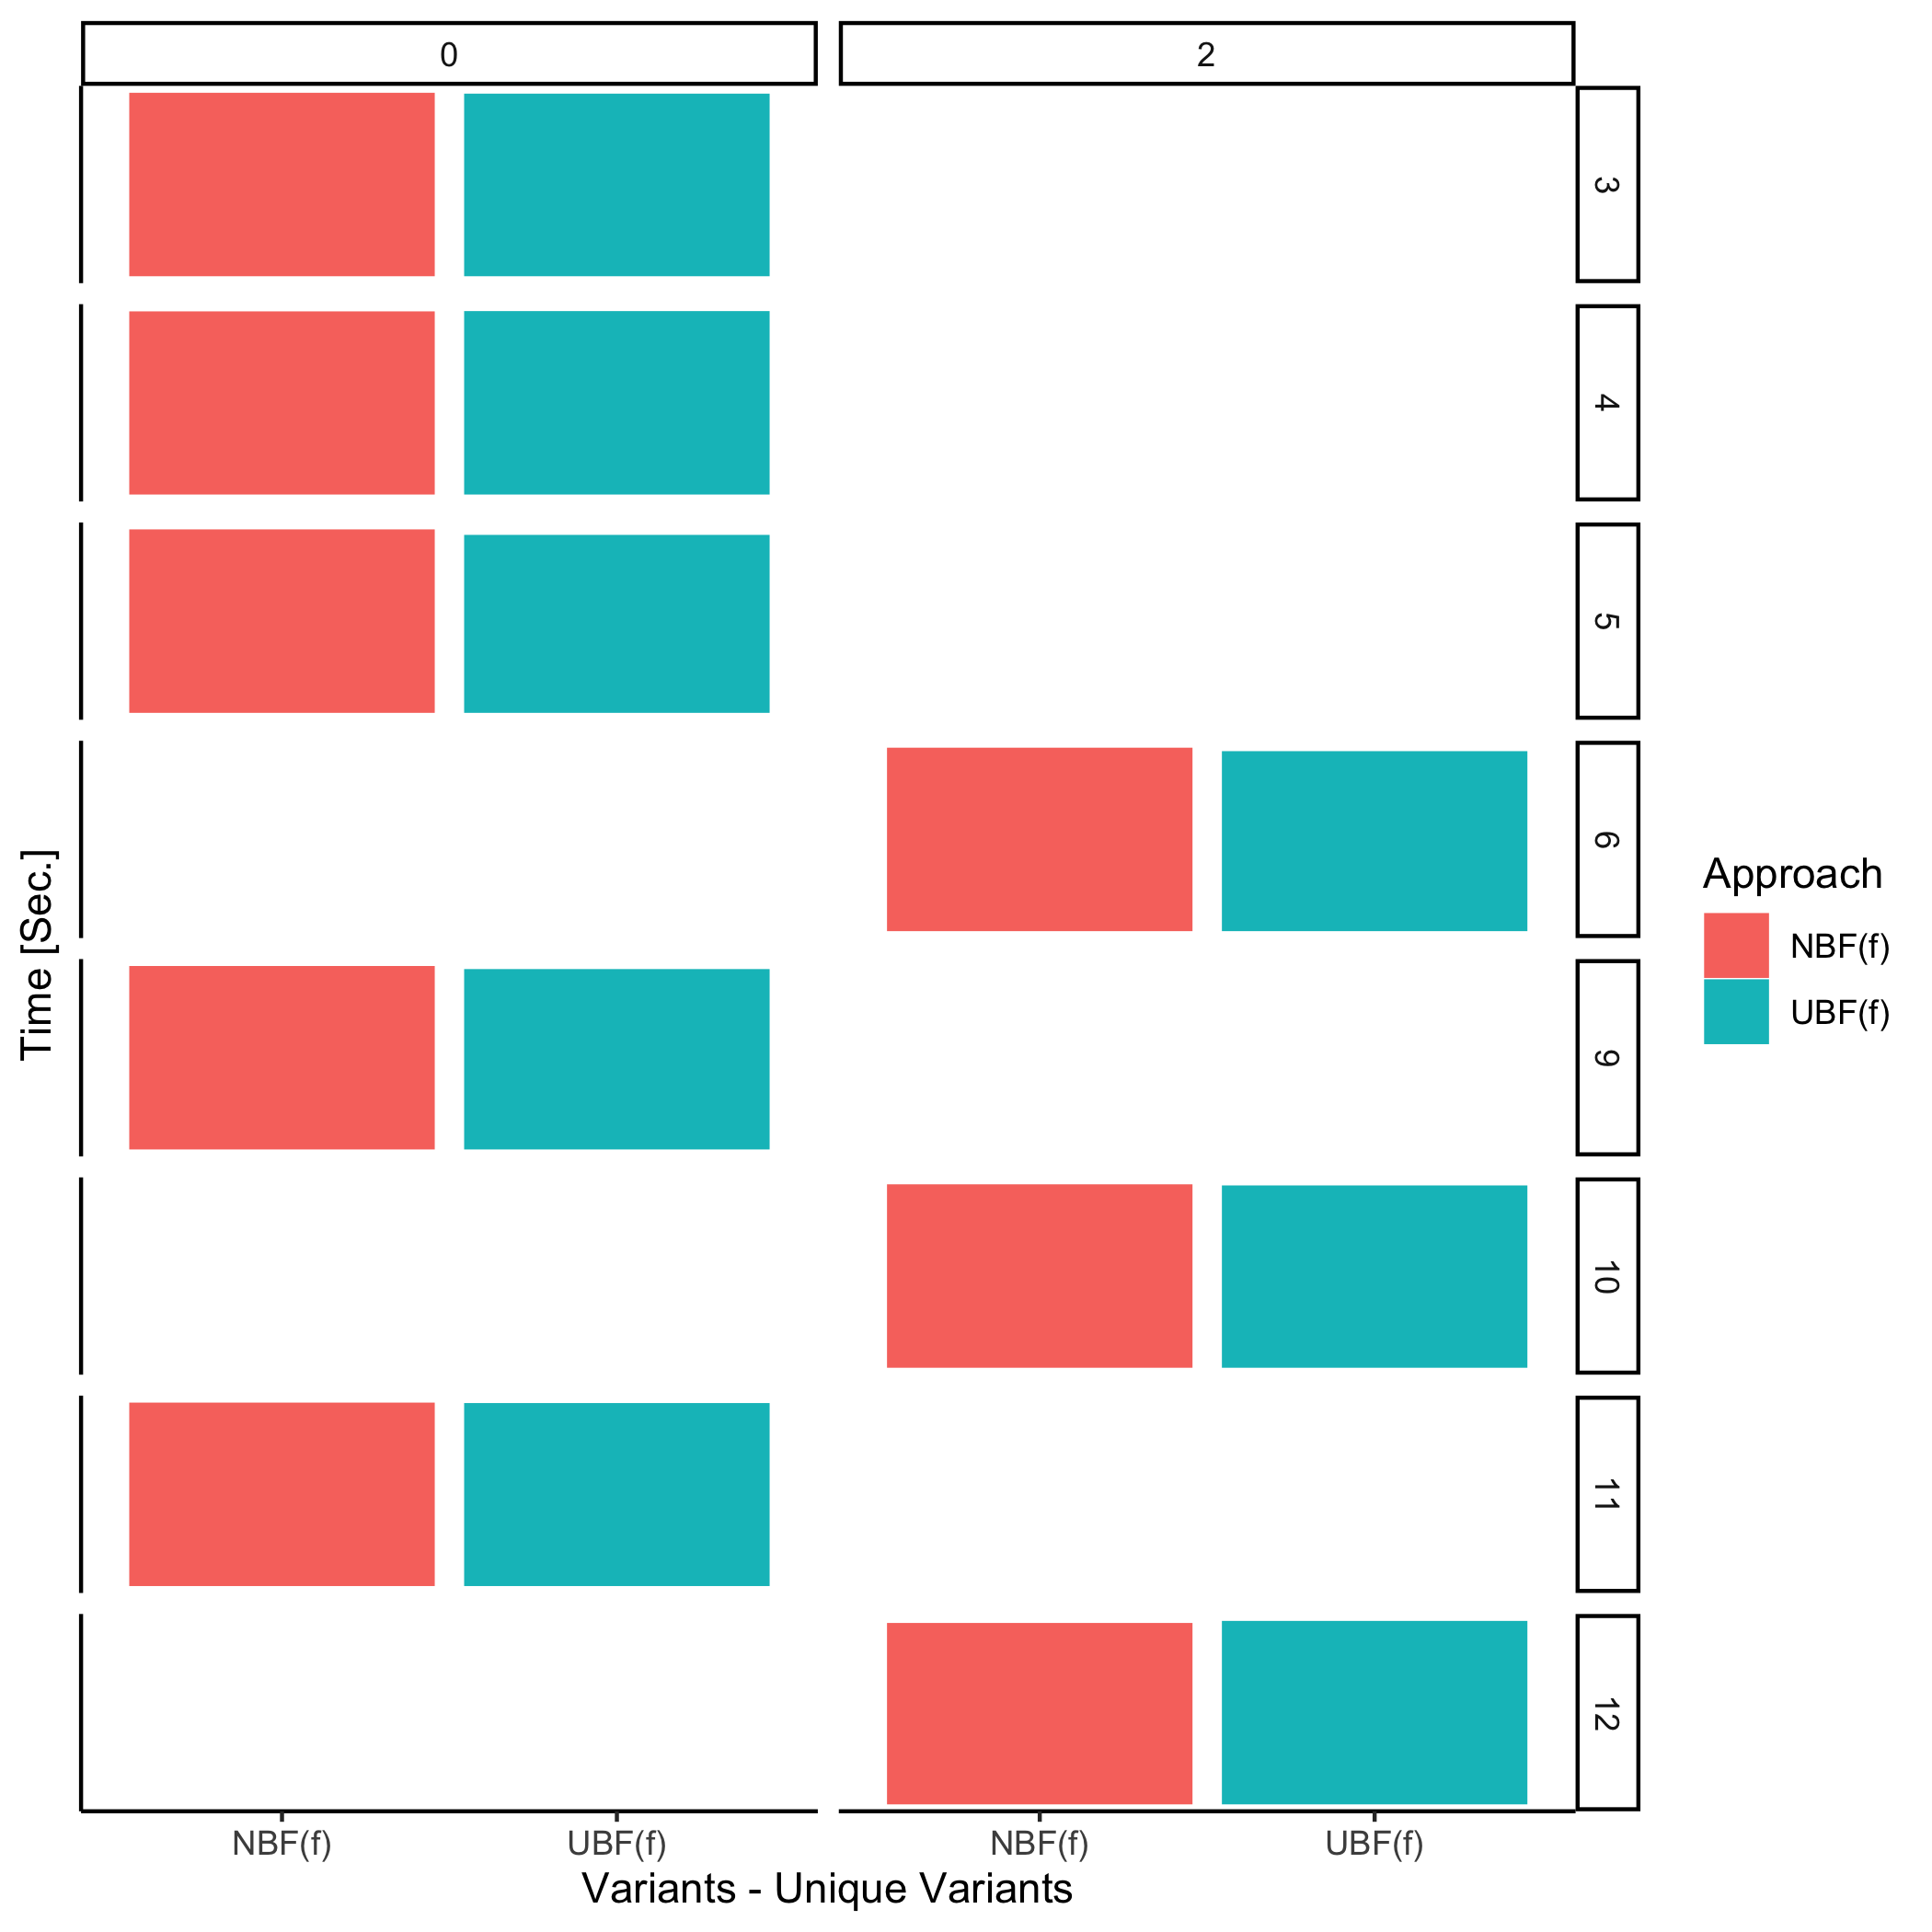 0
2
3
4
5
6
9
10
11
12
Time [Sec.]
NBF(f)
UBF(f)
NBF(f)
UBF(f)
Variants - Unique Variants
Approach
NBF(f)
UBF(f)